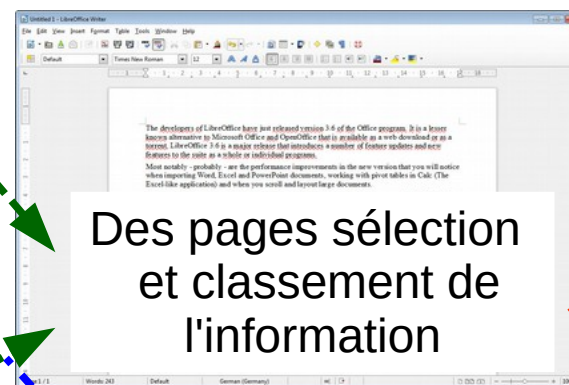 Untitled 1 - LibreOffice Writer
File Edit View Insert Format Table Tools Window Help
Default Times New Roman 12
The developers of LibreOffice have just released version 3.6 of the Office program. It is a lesser
known alternative to Microsoft Office and OpenOffice that is available as a web download or as a
torrent. LibreOffice 3.6 is a major release that introduces a number of feature updates and new
features to the suite as a whole or individual programs.
Most notably - probably - are the performance improvements in the new version that you will notice
when importing Word, Excel and PowerPoint documents, working with pivot tables in Calc (The
Excel-like application) and when you scroll and layout large documents.
Des pages sélection
et classement de
l'information
1 / 1 Words: 243 Default German (Germany)